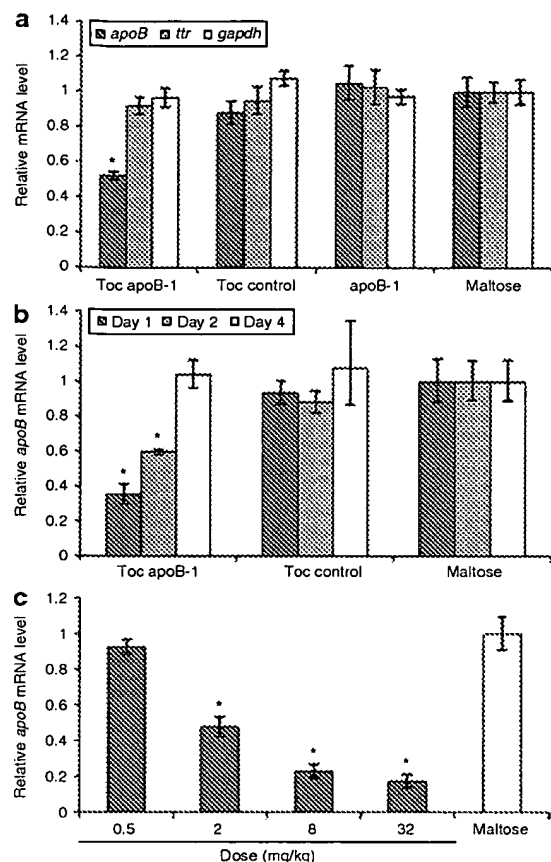 a
apoB ttr gapdh
Relative mRNA level
1.4
1.2
1
0.8
0.6
0.4
0.2
0
*
Toc apoB-1 Toc control apoB-1 Maltose
b
Day 1 Day 2 Day 4
Relative apoB mRNA level
1.4
1.2
1
0.8
0.6
0.4
0.2
0
* *
Toc apoB-1 Toc control Maltose
c
Relative apoB mRNA level
1.2
1
0.8
0.6
0.4
0.2
0
* * *
0.5 2 8 32 Maltose
Dose (mg/kg)